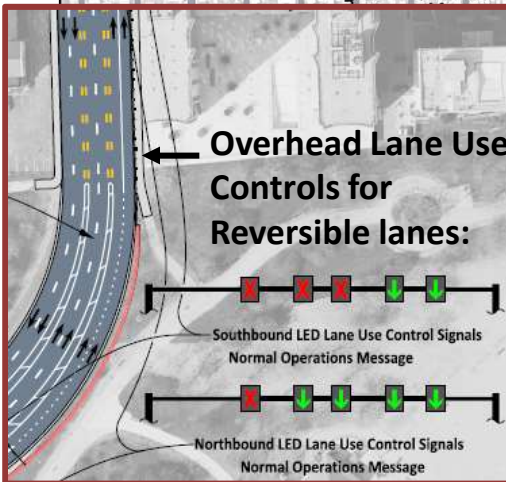 Overhead Lane Use
Controls for
Reversible lanes:
Southbound LED Lane Use Control Signals
Normal Operations Message
Northbound LED Lane Use Control Signals
Normal Operations Message